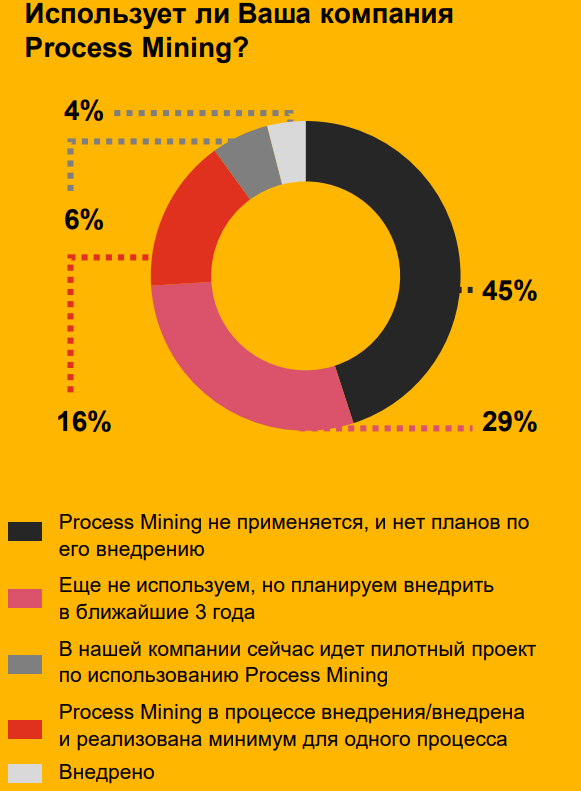 Использует ли Ваша компания
Process Mining?
4%
6%
45%
16%
29%
Process Mining не применяется, и нет планов по
его внедрению
Еще не используем, но планируем внедрить
в ближайшие 3 года
В нашей компании сейчас идет пилотный проект
по использованию Process Mining
Process Mining в процессе внедрения/внедрена
и реализована минимум для одного процесса
Внедрено